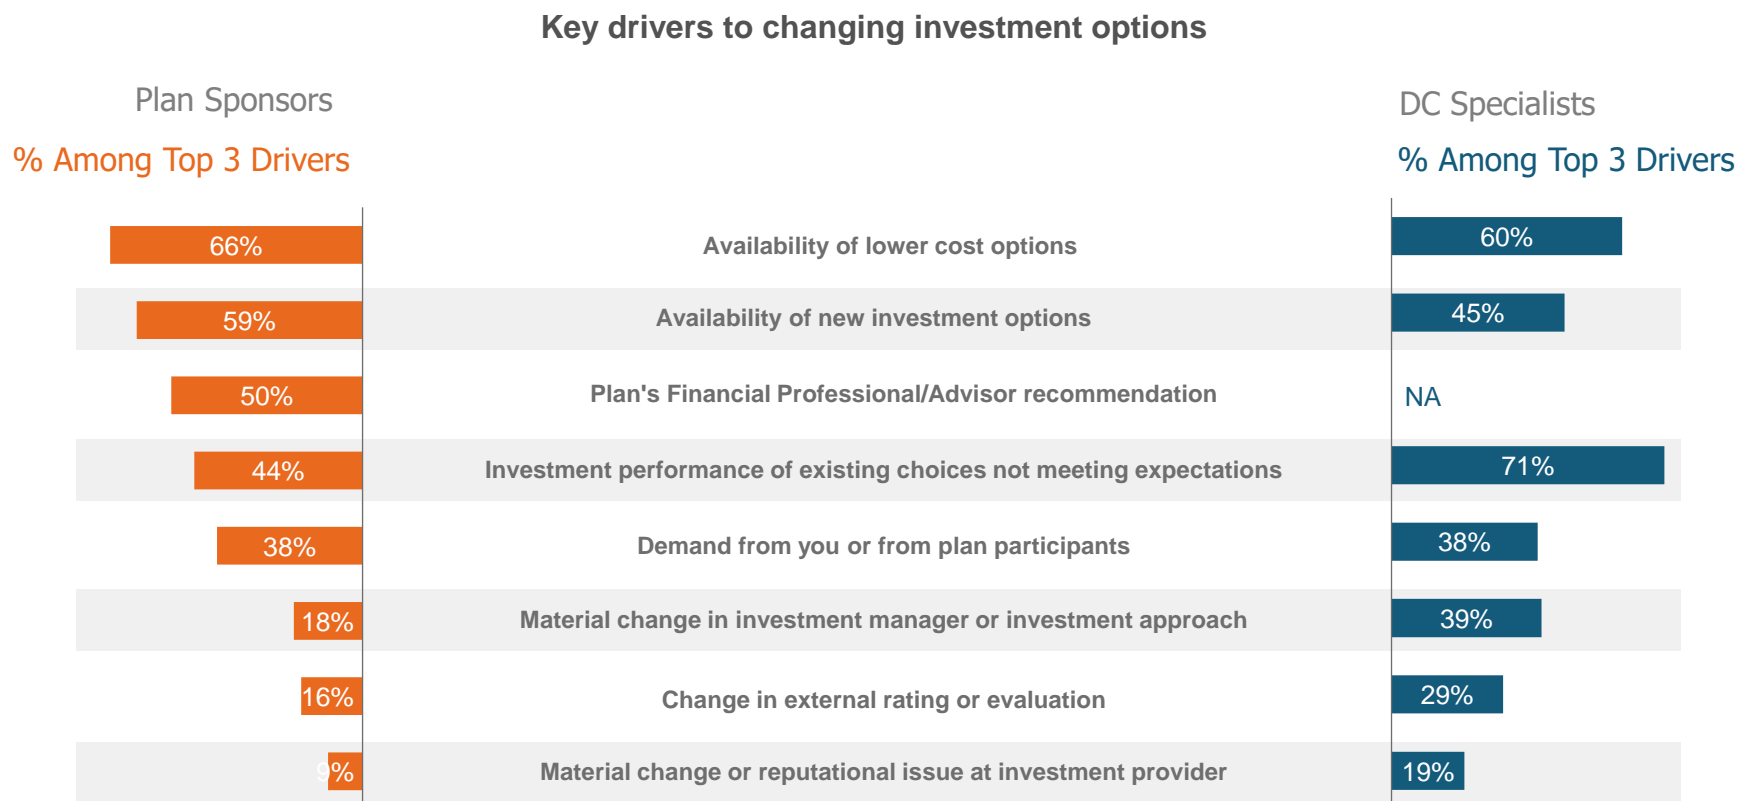 Key drivers to changing investment options
Plan Sponsors
DC Specialists
% Among Top 3 Drivers
% Among Top 3 Drivers
66%
Availability of lower cost options
60%
59%
Availability of new investment options
45%
50%
Plan's Financial Professional/Advisor recommendation
NA
44%
Investment performance of existing choices not meeting expectations
71%
38%
Demand from you or from plan participants
38%
18%
Material change in investment manager or investment approach
39%
16%
Change in external rating or evaluation
29%
9%
Material change or reputational issue at investment provider
19%